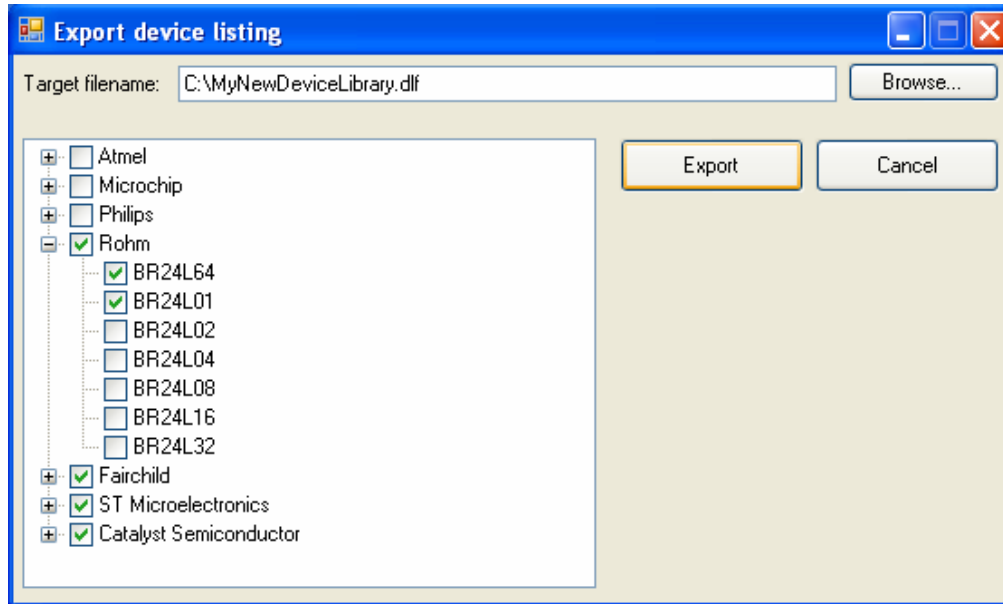 Export device listing
Target filename: C:\MyNewDeviceLibrary.dlf Browse...
Atmel
Export Cancel
Microchip
Philips
Rohm
BR24L64
BR24L01
BR24L02
BR24L04
BR24L08
BR24L16
BR24L32
Fairchild
ST Microelectronics
Catalyst Semiconductor